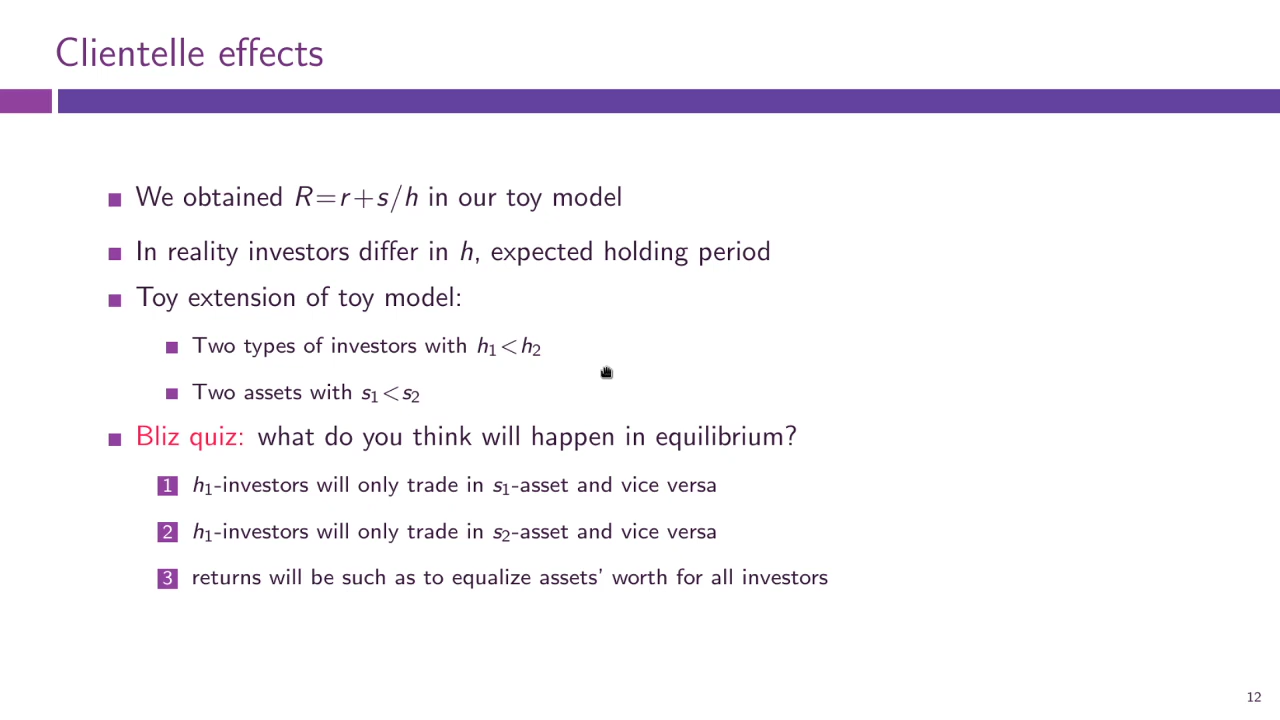 Clientelle effects
We obtained R=r+s/h in our toy model
In reality investors differ in h, expected holding period
Toy extension of toy model:
Two types of investors with h₁<h₂
Two assets with s₁<s₂
Bliz quiz: what do you think will happen in equilibrium?
1 h₁-investors will only trade in s₁-asset and vice versa
2 h₁-investors will only trade in s₂-asset and vice versa
3 returns will be such as to equalize assets' worth for all investors
12